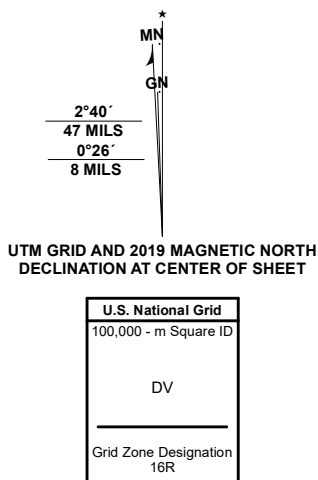 MN
GN
2°40´
47 MILS
0°26´
8 MILS
UTM GRID AND 2019 MAGNETIC NORTH
DECLINATION AT CENTER OF SHEET
U.S. National Grid
100,000 - m Square ID
DV
Grid Zone Designation
16R